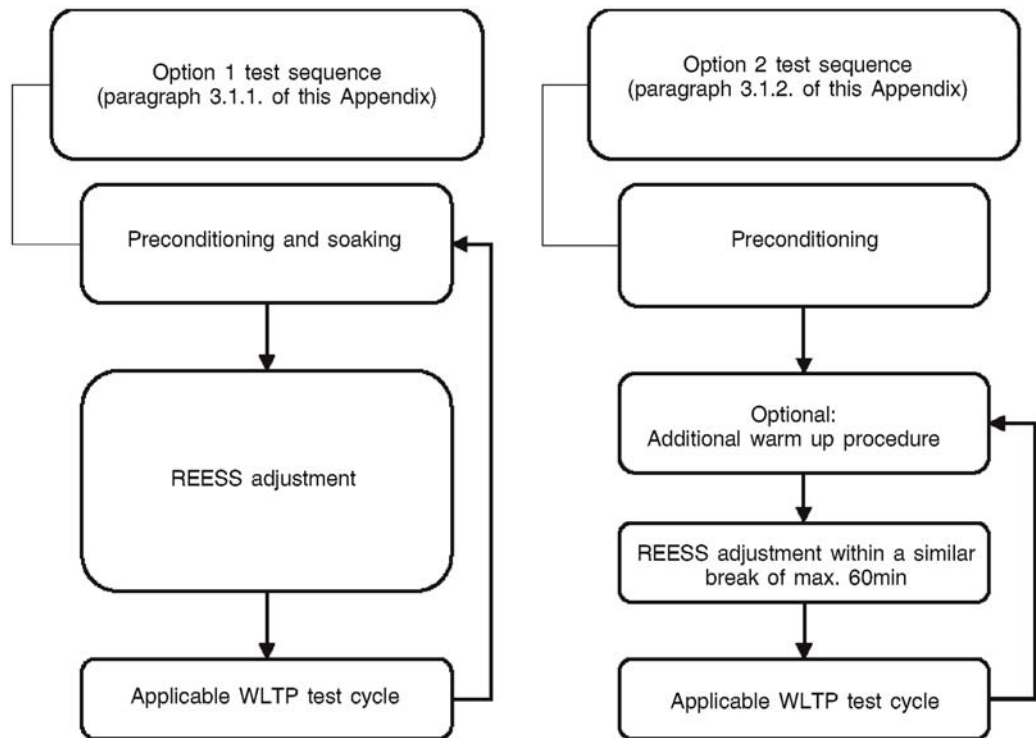 Option 1 test sequence
(paragraph 3.1.1. of this Appendix)
Preconditioning and soaking
REESS adjustment
Applicable WLTP test cycle
Option 2 test sequence
(paragraph 3.1.2. of this Appendix)
Preconditioning
Optional:
Additional warm up procedure
REESS adjustment within a similar
break of max. 60min
Applicable WLTP test cycle